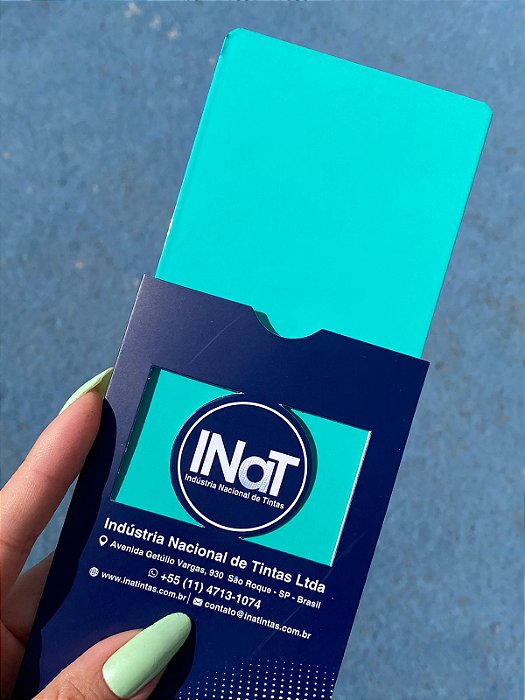 INaT
Indústria Nacional de Tintas
Indústria Nacional de Tintas Ltda
Avenida Getúlio Vargas, 930 São Roque - SP - Brasil
+55 (11) 4713-1074
www.inatintas.com.br | contato@inatintas.com.br